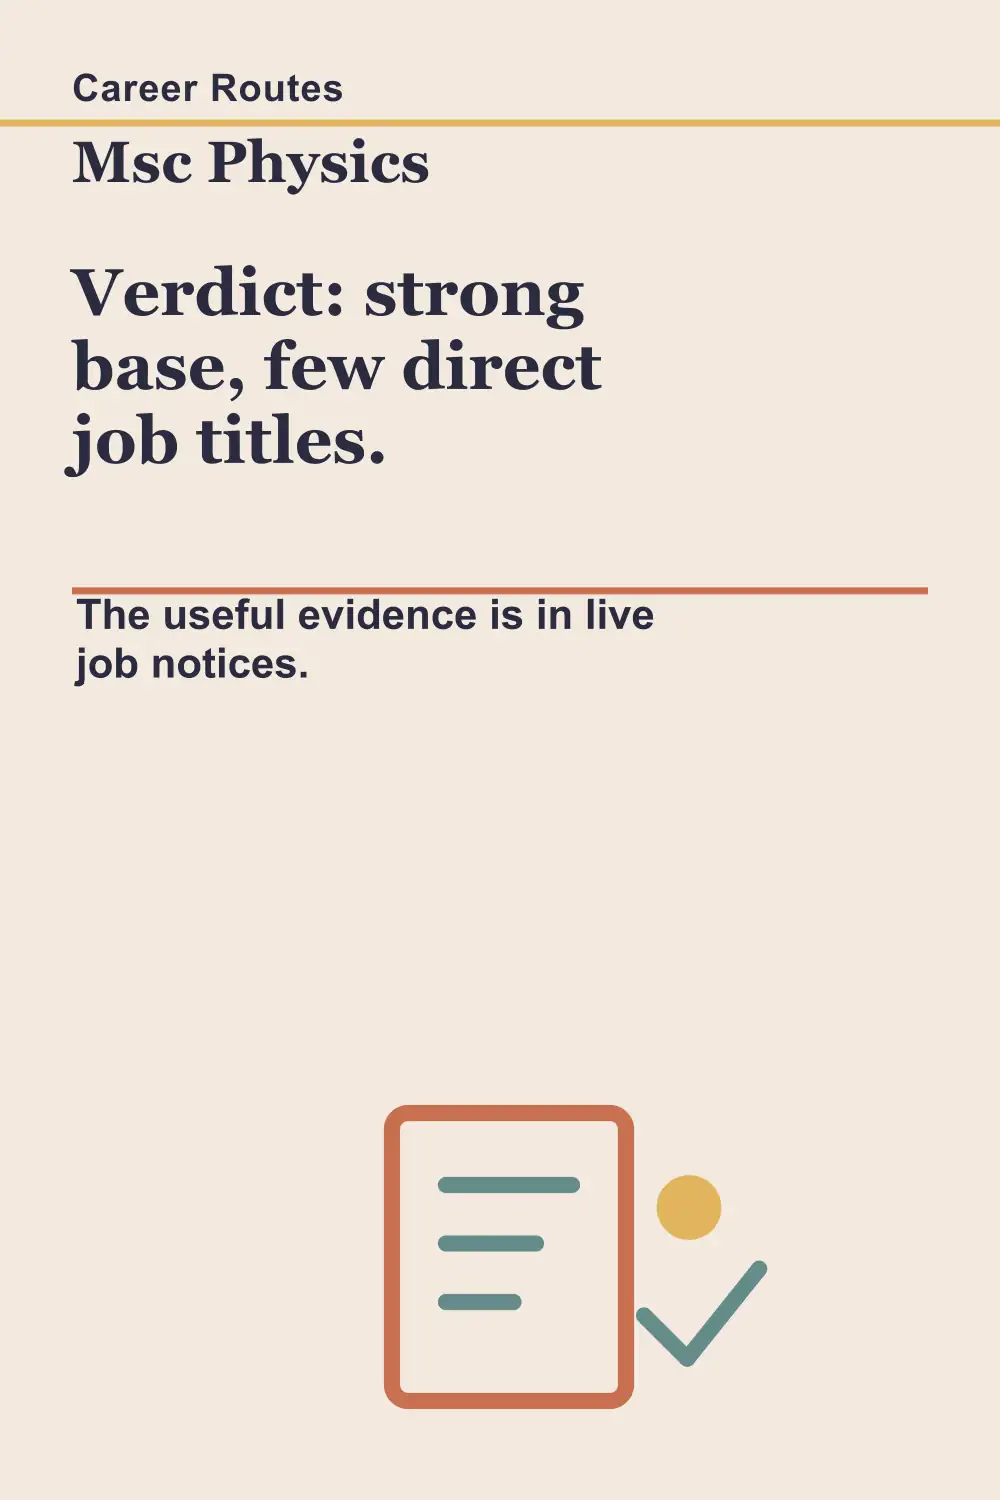 Career Routes
Msc Physics
Verdict: strong
base, few direct
job titles.
The useful evidence is in live
job notices.